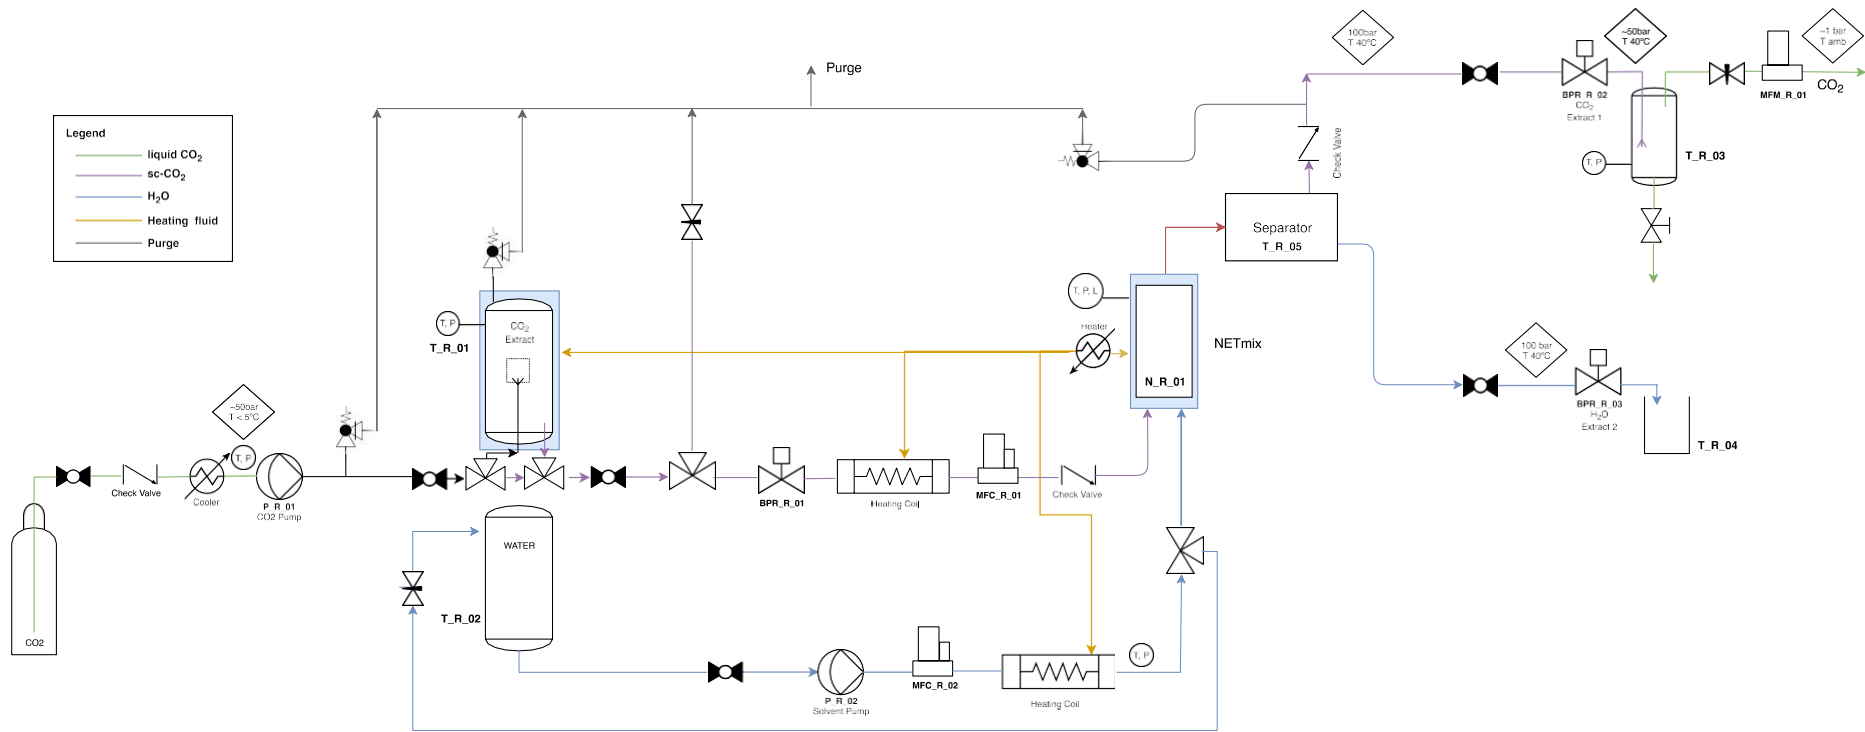 Legend
liquid CO₂
sc-CO₂
H₂O
Heating fluid
Purge
Purge
100bar
T 40ºC
~50bar
T 40ºC
~1 bar
T amb
BPR_R_02
CO₂
Extract 1
MFM_R_01
CO₂
T, P
T_R_03
Check Valve
Separator
T_R_05
T, P, L
Heater
NETmix
N_R_01
T, P
T_R_01
CO₂
Extract
100 bar
T 40ºC
BPR_R_03
H₂O
Extract 2
T_R_04
~50bar
T < 5ºC
T, P
Check Valve
Cooler
P_R_01
CO2 Pump
BPR_R_01
Heating Coil
MFC_R_01
Check Valve
WATER
T_R_02
CO2
P_R_02
Solvent Pump
MFC_R_02
Heating Coil
T, P